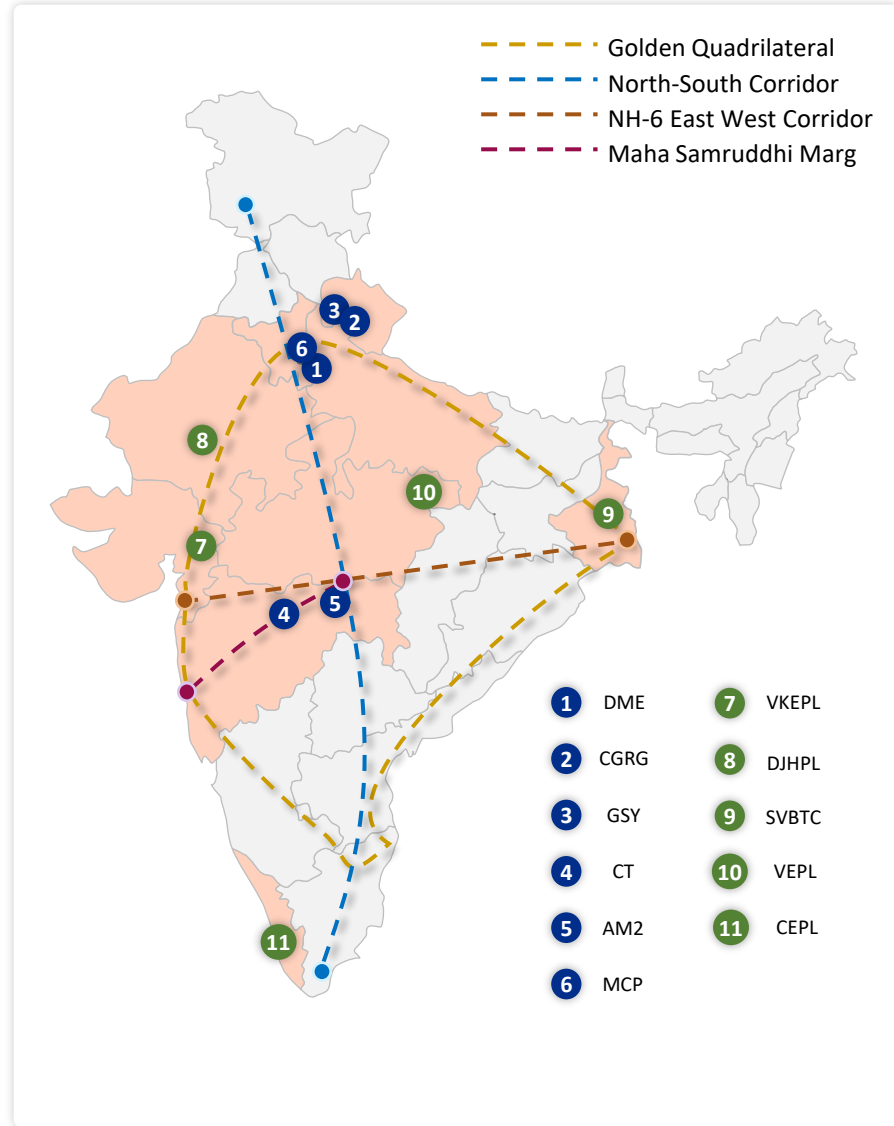 Golden Quadrilateral
North-South Corridor
NH-6 East West Corridor
Maha Samruddhi Marg
3
2
6
1
8
10
9
7
4
5
11
1 DME 7 VKEPL
2 CGRG 8 DJHPL
3 GSY 9 SVBTC
4 CT 10 VEPL
5 AM2 11 CEPL
6 MCP